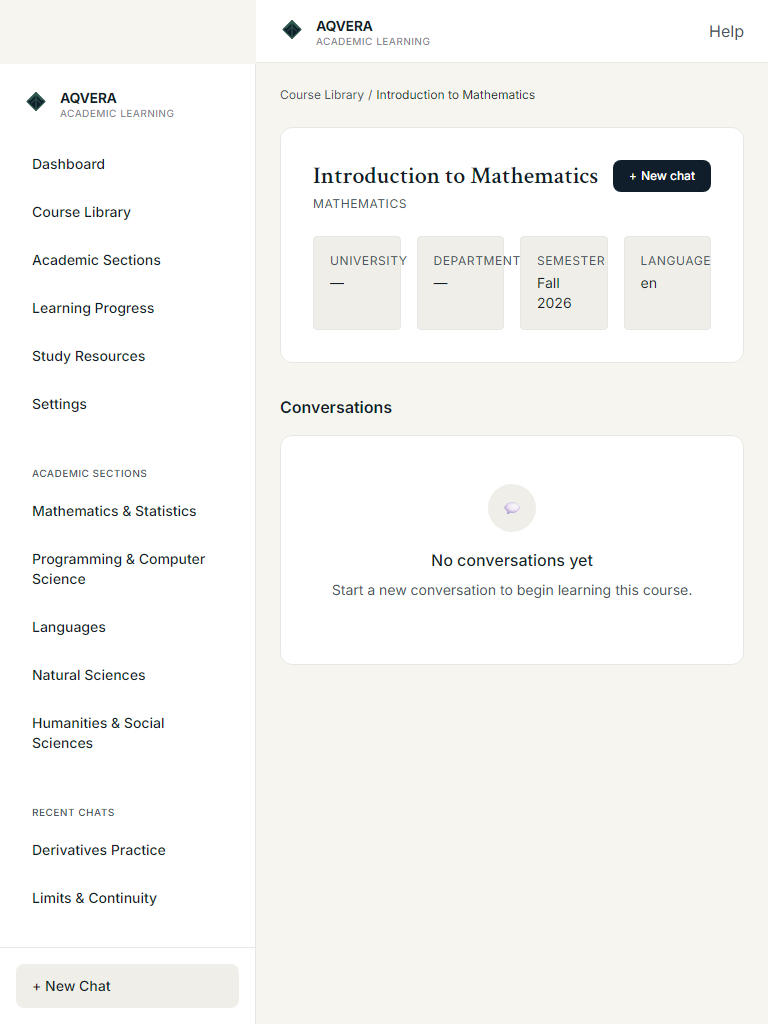 AQVERA
ACADEMIC LEARNING
Help
AQVERA
ACADEMIC LEARNING
Dashboard
Course Library
Academic Sections
Learning Progress
Study Resources
Settings
ACADEMIC SECTIONS
Mathematics & Statistics
Programming & Computer
Science
Languages
Natural Sciences
Humanities & Social
Sciences
RECENT CHATS
Derivatives Practice
Limits & Continuity
+ New Chat
Course Library / Introduction to Mathematics
Introduction to Mathematics
+ New chat
MATHEMATICS
UNIVERSITY
—
DEPARTMENT
—
SEMESTER
Fall
2026
LANGUAGE
en
Conversations
No conversations yet
Start a new conversation to begin learning this course.